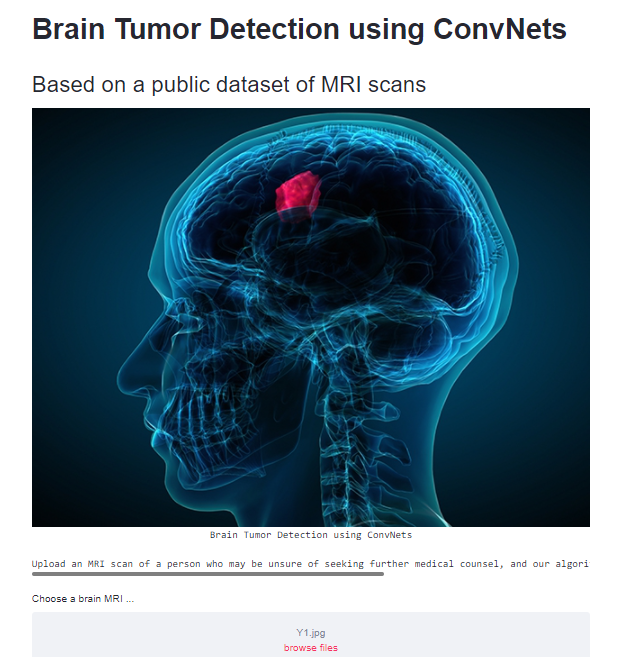 Brain Tumor Detection using ConvNets
Based on a public dataset of MRI scans
Brain Tumor Detection using ConvNets
Upload an MRI scan of a person who may be unsure of seeking further medical counsel, and our algori
Choose a brain MRI ...
Y1.jpg
browse files